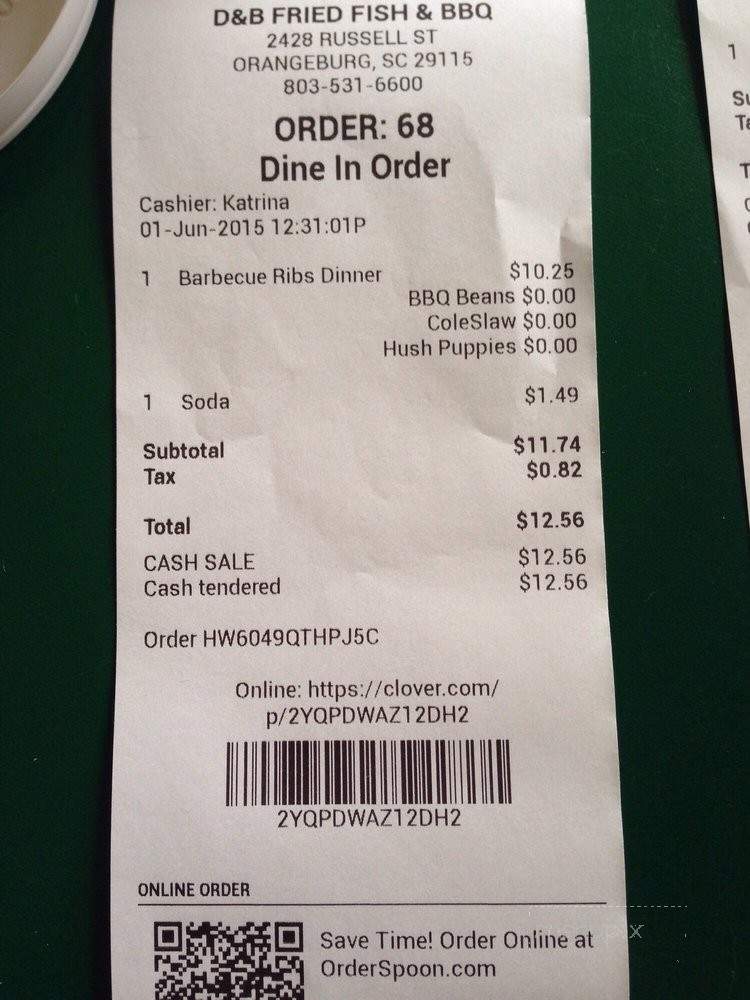 D&B FRIED FISH & BBQ
2428 RUSSELL ST
ORANGEBURG, SC 29115
803-531-6600
ORDER: 68
Dine In Order
Cashier: Katrina
01-Jun-2015 12:31:01P
1 Barbecue Ribs Dinner $10.25
BBQ Beans $0.00
ColeSlaw $0.00
Hush Puppies $0.00
1 Soda $1.49
Subtotal $11.74
Tax $0.82
Total $12.56
CASH SALE $12.56
Cash tendered $12.56
Order HW6049QTHPJ5C
Online: https://clover.com/
p/2YQPDWAZ12DH2
2YQPDWAZ12DH2
ONLINE ORDER
Save Time! Order Online at
OrderSpoon.com
1